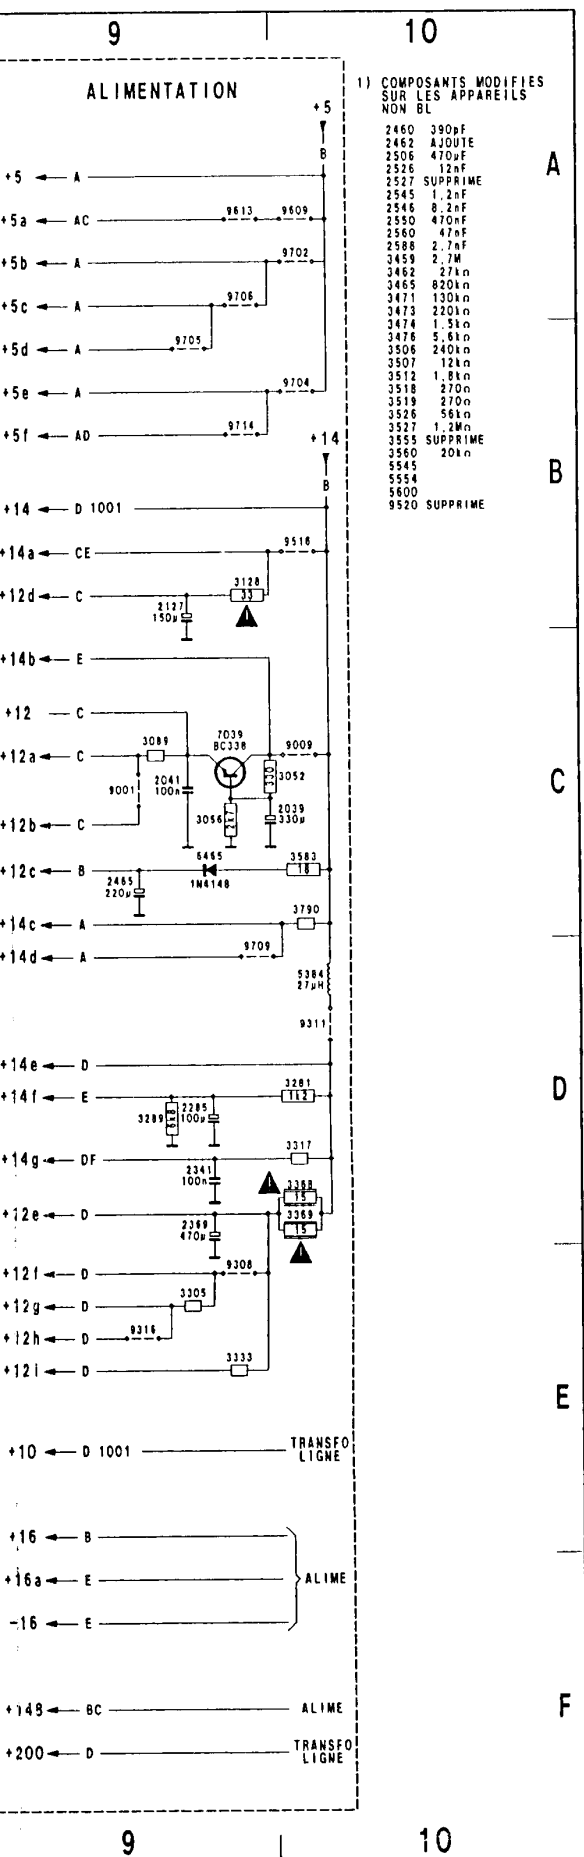 9
10
ALIMENTATION
1) COMPOSANTS MODIFIES
SUR LES APPAREILS
NON BL
2460 390pF
2462 AJOUTE
2506 470µF
2526 12nF
2527 SUPPRIME
2545 1,2nF
2546 8,2nF
2550 470nF
2560 47nF
2588 2,7nF
3459 2,7M
3462 27kΩ
3465 820kΩ
3471 130kΩ
3473 220kΩ
3474 1,5kΩ
3476 5,6kΩ
3506 240kΩ
3507 12kΩ
3512 1,8kΩ
3518 270Ω
3519 270Ω
3526 56kΩ
3527 1,2MΩ
3555 SUPPRIME
3560 20kΩ
5545
5554
5600
9520 SUPPRIME
A
B
C
D
E
F
+5
B
+5 A
+5a AC 9613 9609
+5b A 9702
+5c A 9706
+5d A 9705
+5e A 9704
+5f AD 9714
+14
B
+14 D 1001
+14a CE 9516
3128
+12d C 33
2127
150µ
+14b E
+12 C
7039
BC338
+12a C 3089 9009
9001 2041
100n
330 3052
3056 2k7 2039
330µ
+12b C
6465 3583
+12c B 18
2465
220µ
1N4148
3790
+14c A
9709
+14d A
5384
27µH
9311
+14e D
3281
+14f E 1k2
3289 6k8 2285
100µ
3317
+14g DF
2341
100n
3368
15
3369
15
+12e D
2369
470µ
+12f D 9308
3305
+12g D
9316
+12h D
3333
+12i D
+10 D 1001 TRANSFO
LIGNE
+16 B
+16a E ALIME
-16 E
+148 BC ALIME
+200 D TRANSFO
LIGNE
9
10